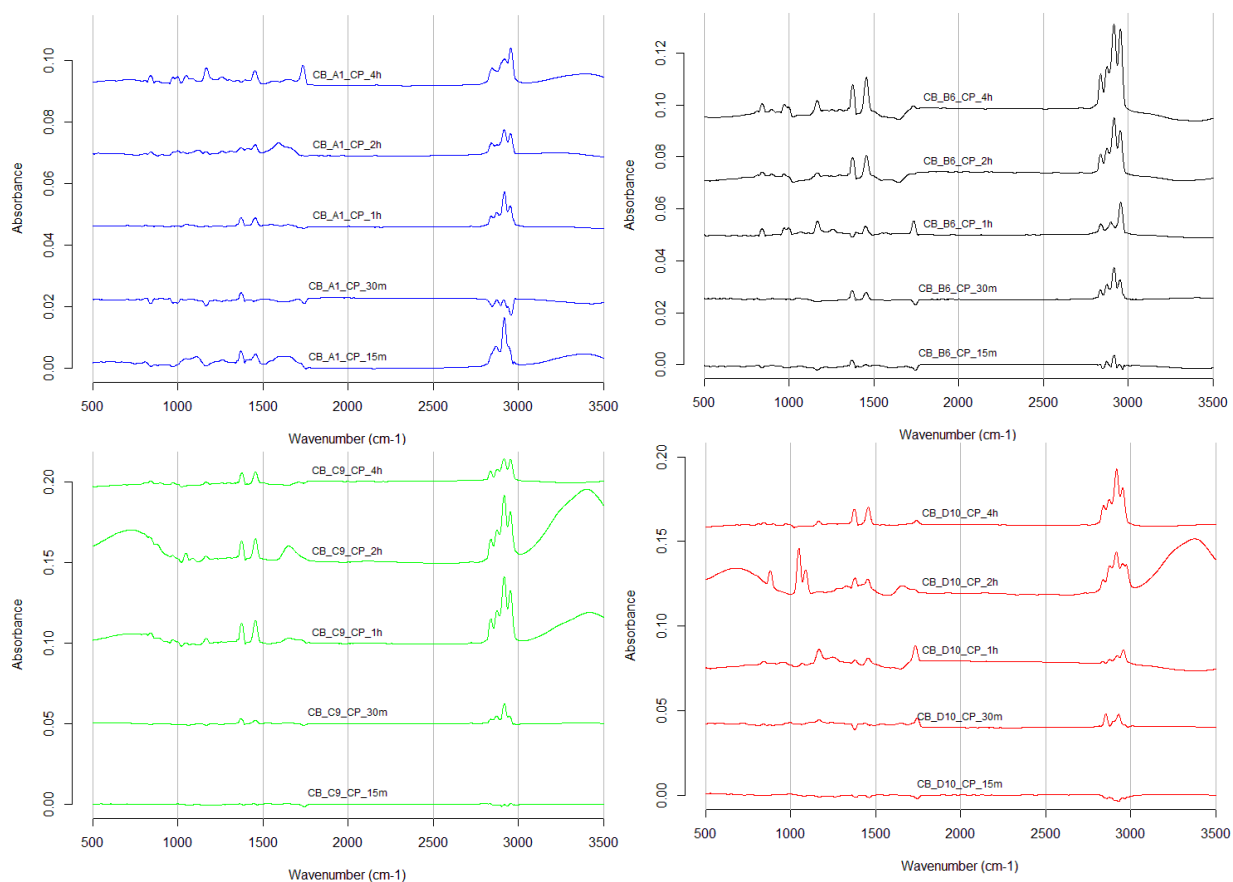 0.10
0.08
0.06
0.04
0.02
0.00
Absorbance
CB_A1_CP_4h
CB_A1_CP_2h
CB_A1_CP_1h
CB_A1_CP_30m
CB_A1_CP_15m
500 1000 1500 2000 2500 3000 3500
Wavenumber (cm-1)
0.12
0.10
0.08
0.06
0.04
0.02
0.00
Absorbance
CB_B6_CP_4h
CB_B6_CP_2h
CB_B6_CP_1h
CB_B6_CP_30m
CB_B6_CP_15m
500 1000 1500 2000 2500 3000 3500
Wavenumber (cm-1)
0.20
0.15
0.10
0.05
0.00
Absorbance
CB_C9_CP_4h
CB_C9_CP_2h
CB_C9_CP_1h
CB_C9_CP_30m
CB_C9_CP_15m
500 1000 1500 2000 2500 3000 3500
Wavenumber (cm-1)
0.20
0.15
0.10
0.05
0.00
Absorbance
CB_D10_CP_4h
CB_D10_CP_2h
CB_D10_CP_1h
CB_D10_CP_30m
CB_D10_CP_15m
500 1000 1500 2000 2500 3000 3500
Wavenumber (cm-1)